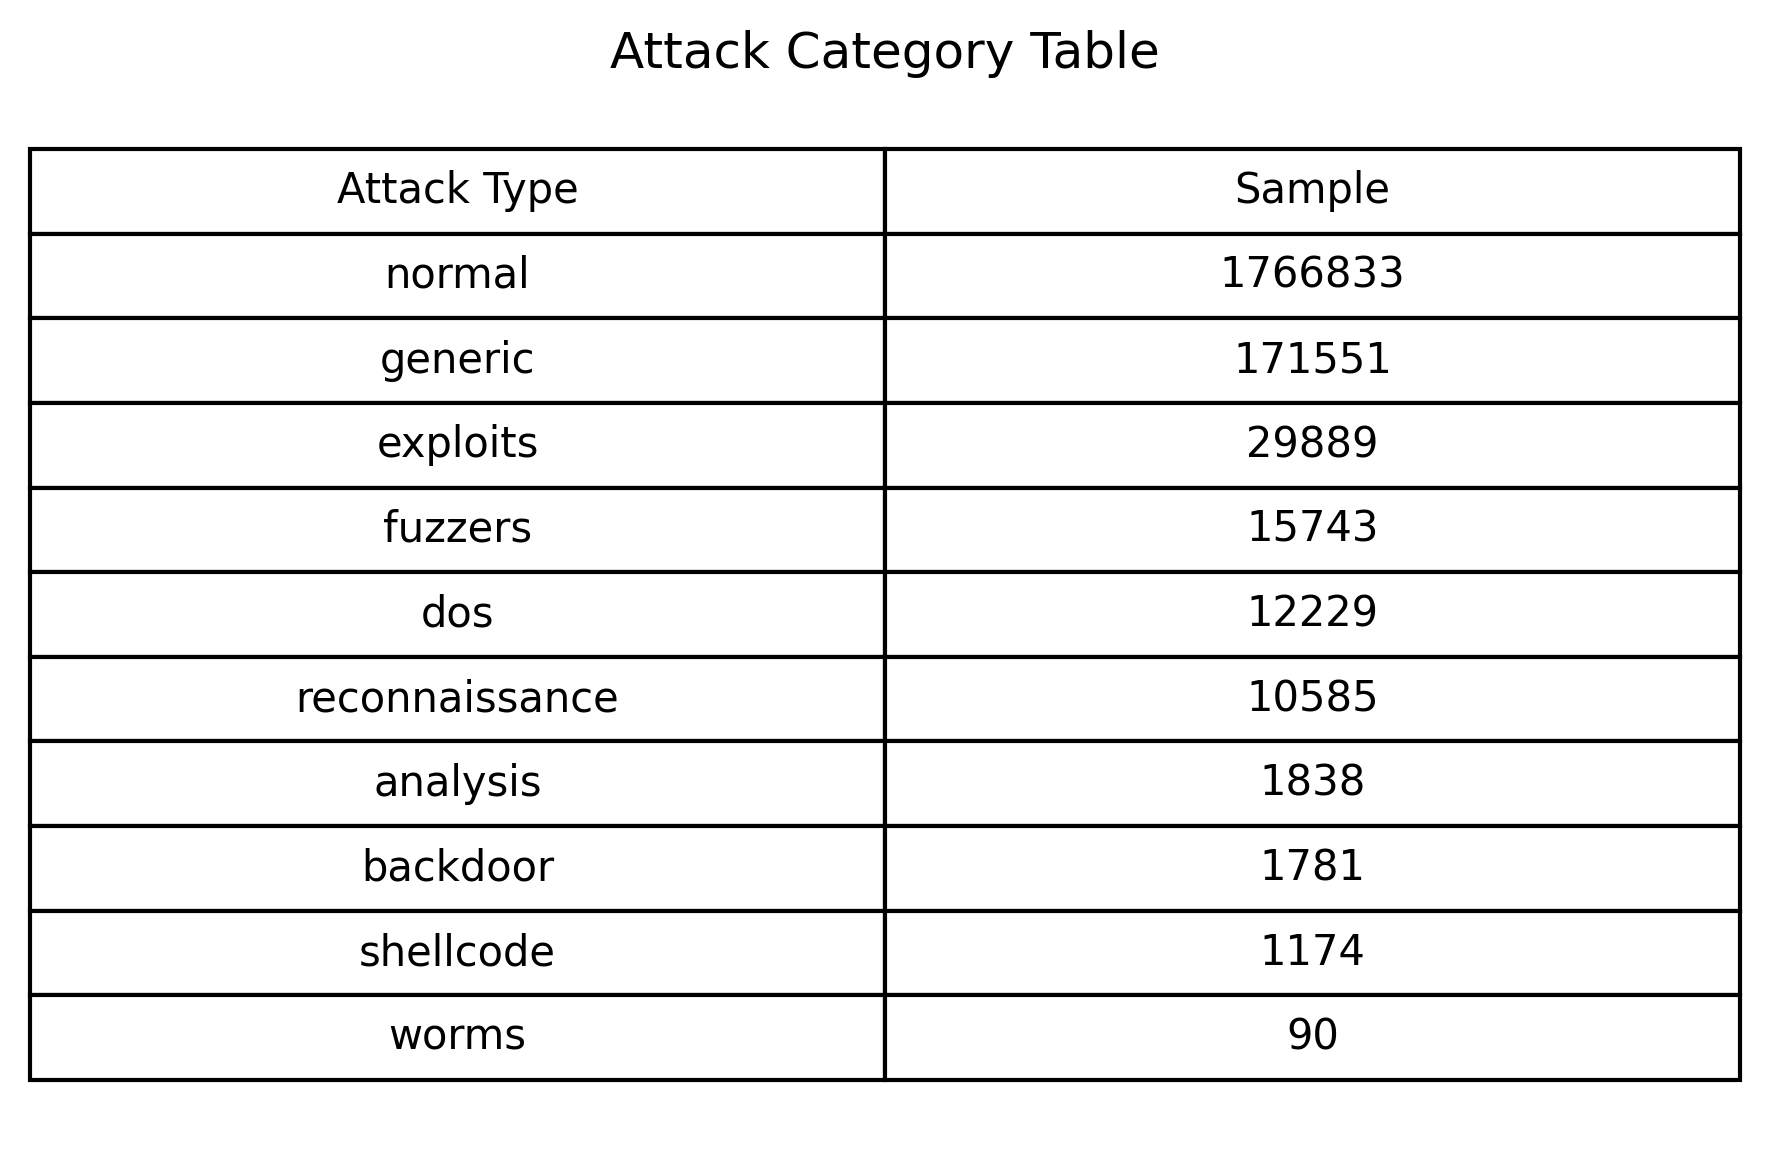 Attack Category Table
Attack Type Sample
normal 1766833
generic 171551
exploits 29889
fuzzers 15743
dos 12229
reconnaissance 10585
analysis 1838
backdoor 1781
shellcode 1174
worms 90